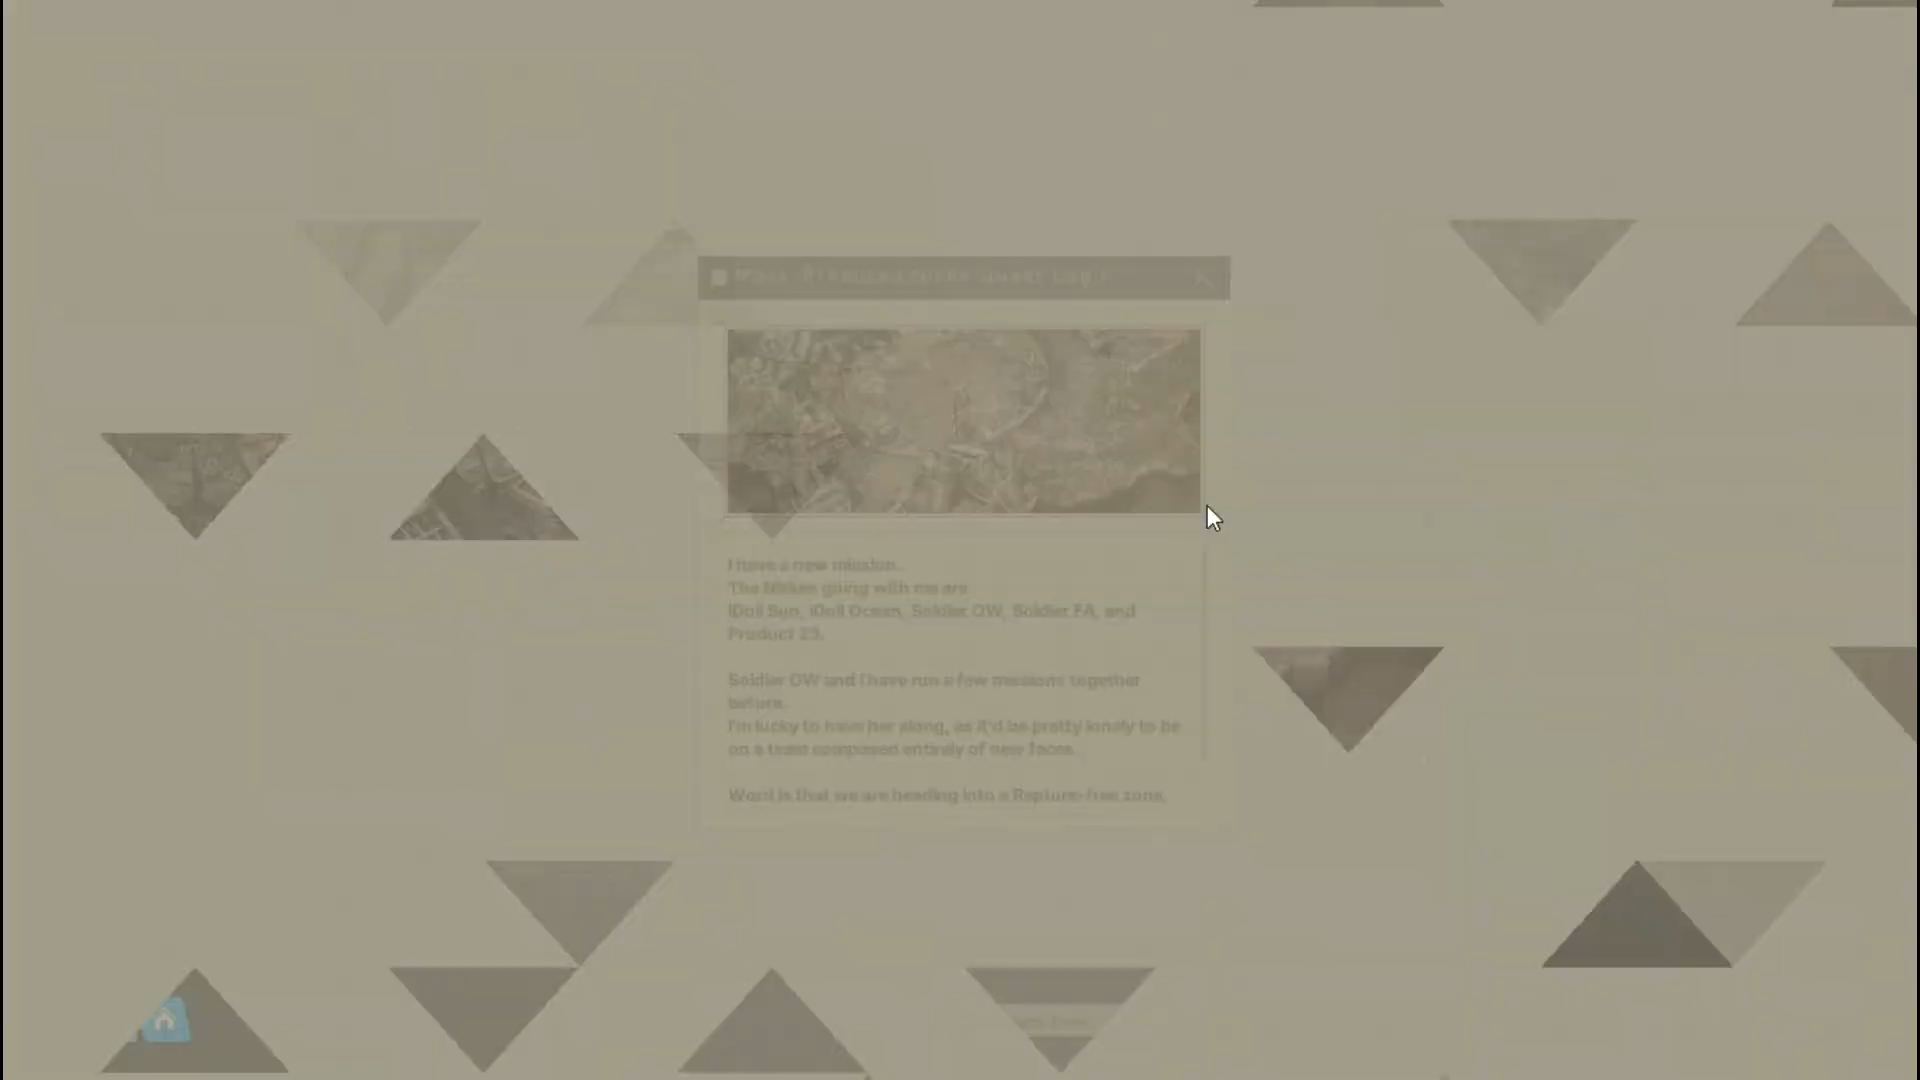 I have a new mission.
The Nikkes going with me are
iDoll Sun, iDoll Ocean, Soldier OW, Soldier FA, and
Product 23.
Soldier OW and I have run a few missions together
before.
I'm lucky to have her along, as it'd be pretty lonely to be
on a team composed entirely of new faces.
Word is that we are heading into a Rapture-free zone,